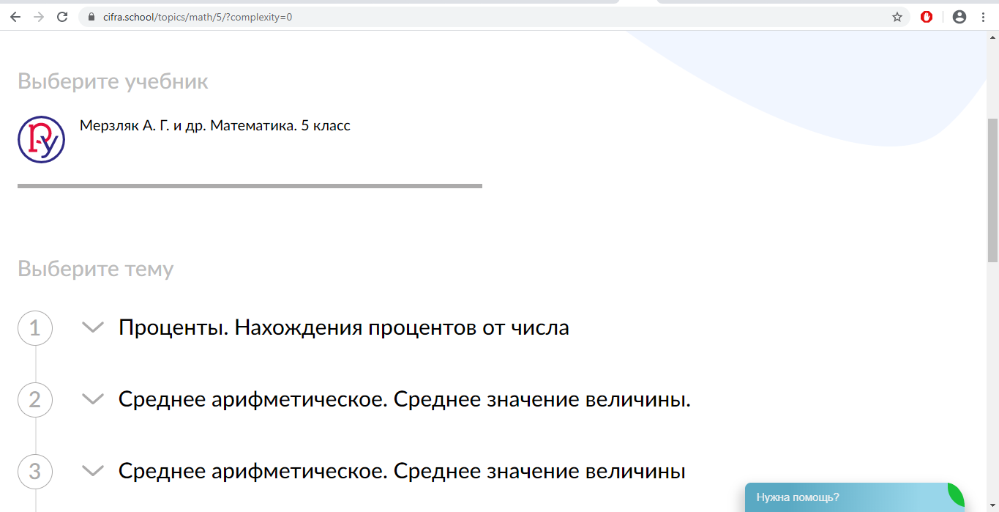 cifra.school/topics/math/5/?complexity=0
Выберите учебник
Ру
Мерзляк А. Г. и др. Математика. 5 класс
Выберите тему
1 Проценты. Нахождения процентов от числа
2 Среднее арифметическое. Среднее значение величины.
3 Среднее арифметическое. Среднее значение величины
Нужна помощь?